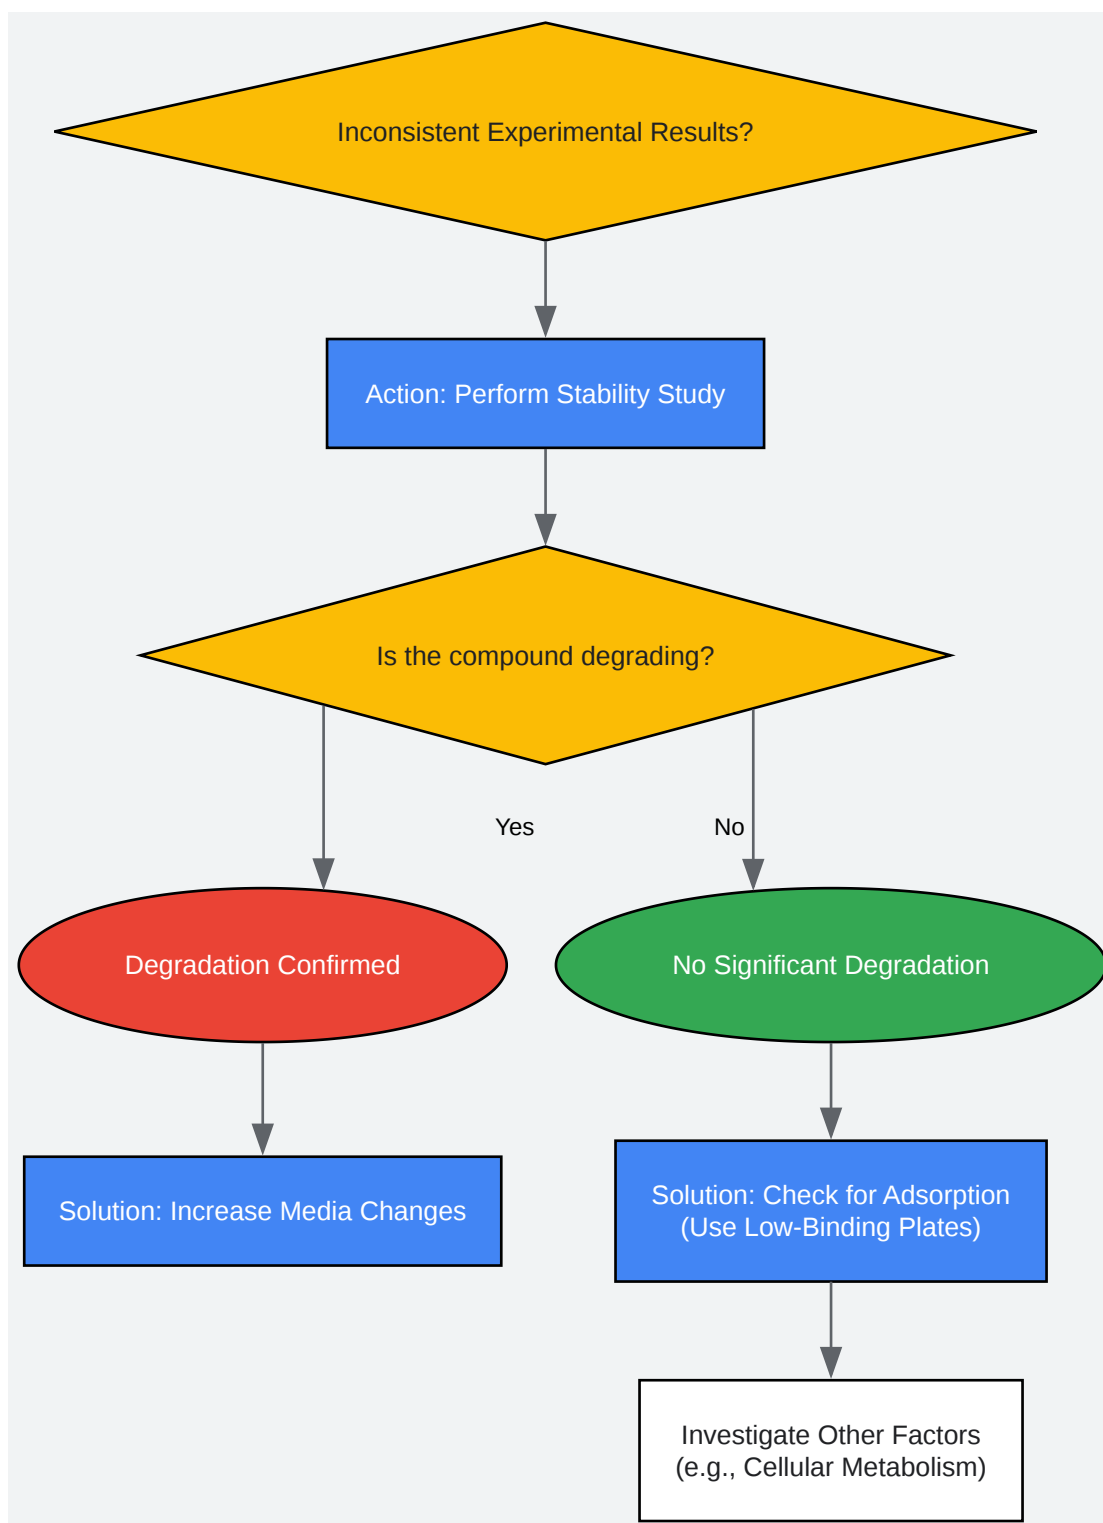 Inconsistent Experimental Results?
Action: Perform Stability Study
Is the compound degrading?
Yes
No
Degradation Confirmed
No Significant Degradation
Solution: Increase Media Changes
Solution: Check for Adsorption
(Use Low-Binding Plates)
Investigate Other Factors
(e.g., Cellular Metabolism)